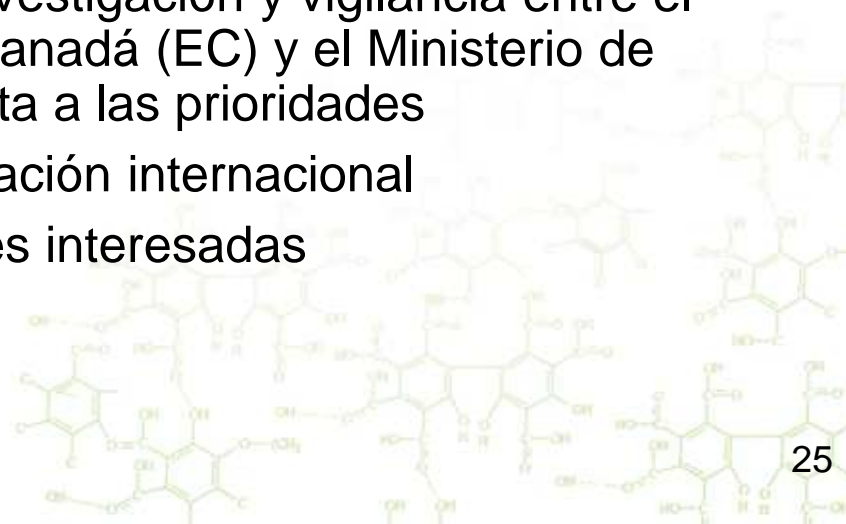 vestigación y vigilancia entre el
anadá (EC) y el Ministerio de
ta a las prioridades
ación internacional
es interesadas
25